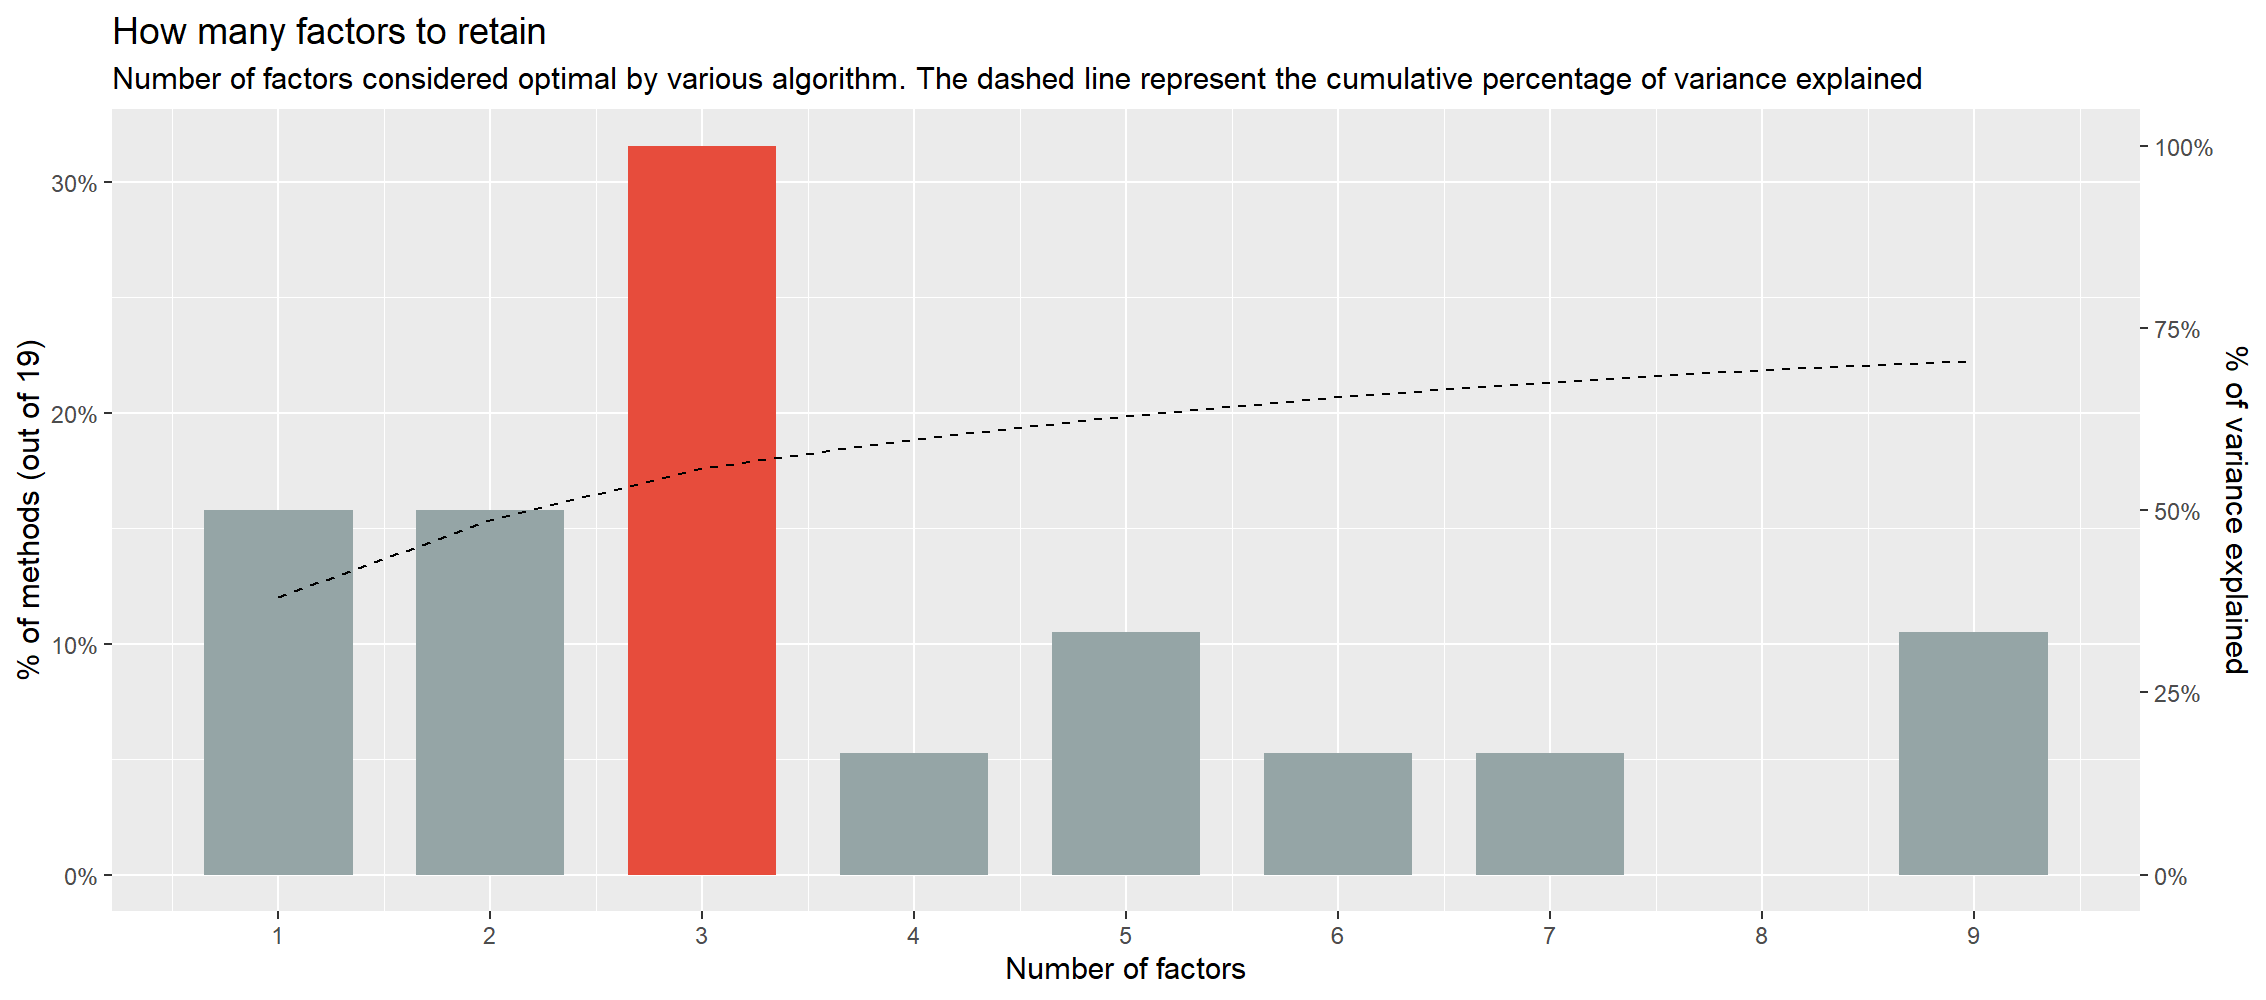 How many factors to retain
Number of factors considered optimal by various algorithm. The dashed line represent the cumulative percentage of variance explained
% of methods (out of 19)
30%
20%
10%
0%
100%
75%
50%
25%
0%
% of variance explained
1 2 3 4 5 6 7 8 9
Number of factors